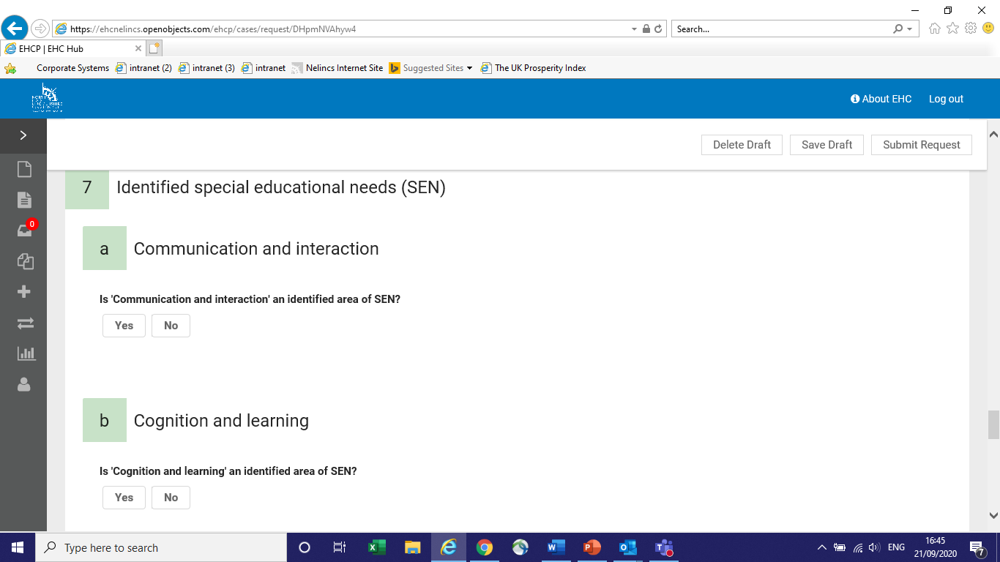 https://ehcnelincs.openobjects.com/ehcp/cases/request/DHpmNVAhyw4
Search...
EHCP | EHC Hub
Corporate Systems intranet (2) intranet (3) intranet Nelincs Internet Site Suggested Sites The UK Prosperity Index
About EHC Log out
Delete Draft Save Draft Submit Request
7 Identified special educational needs (SEN)
0
a Communication and interaction
Is 'Communication and interaction' an identified area of SEN?
Yes No
b Cognition and learning
Is 'Cognition and learning' an identified area of SEN?
Yes No
Type here to search
ENG
16:45
21/09/2020
7